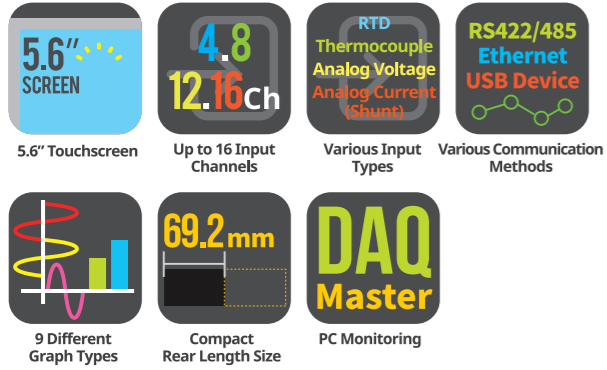 5.6"
SCREEN
5.6” Touchscreen
4.8
12.16Ch
Up to 16 Input
Channels
RTD
Thermocouple
Analog Voltage
Analog Current
(Shunt)
Various Input
Types
RS422/485
Ethernet
USB Device
Various Communication
Methods
9 Different
Graph Types
69.2mm
Compact
Rear Length Size
DAQ
Master
PC Monitoring